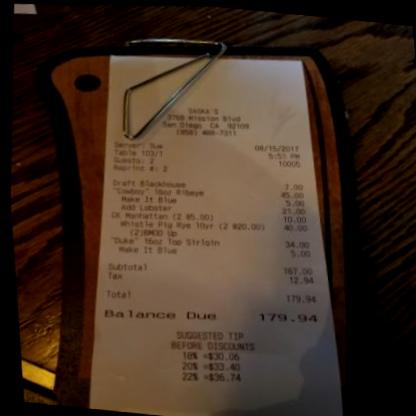 SASKA'S
3768 Mission Blvd
San Diego, CA 92109
(858) 488-7311
Server: Sue 08/15/2017
Table 103/1 5:51 PM
Guests: 2 10005
Reprint #: 2
Draft Blackhouse 7.00
"Cowboy" 16oz Ribeye 45.00
Make It Blue 5.00
Add Lobster 21.00
CK Manhattan (2 @5.00) 10.00
Whistle Pig Rye 10yr (2 @20.00) 40.00
(2)BMOD Up
"Duke" 16oz Top Sirloin 34.00
Make It Blue 5.00
Subtotal 167.00
Tax 12.94
Total 179.94
Balance Due 179.94
SUGGESTED TIP
BEFORE DISCOUNTS
18% =$30.06
20% =$33.40
22% =$36.74